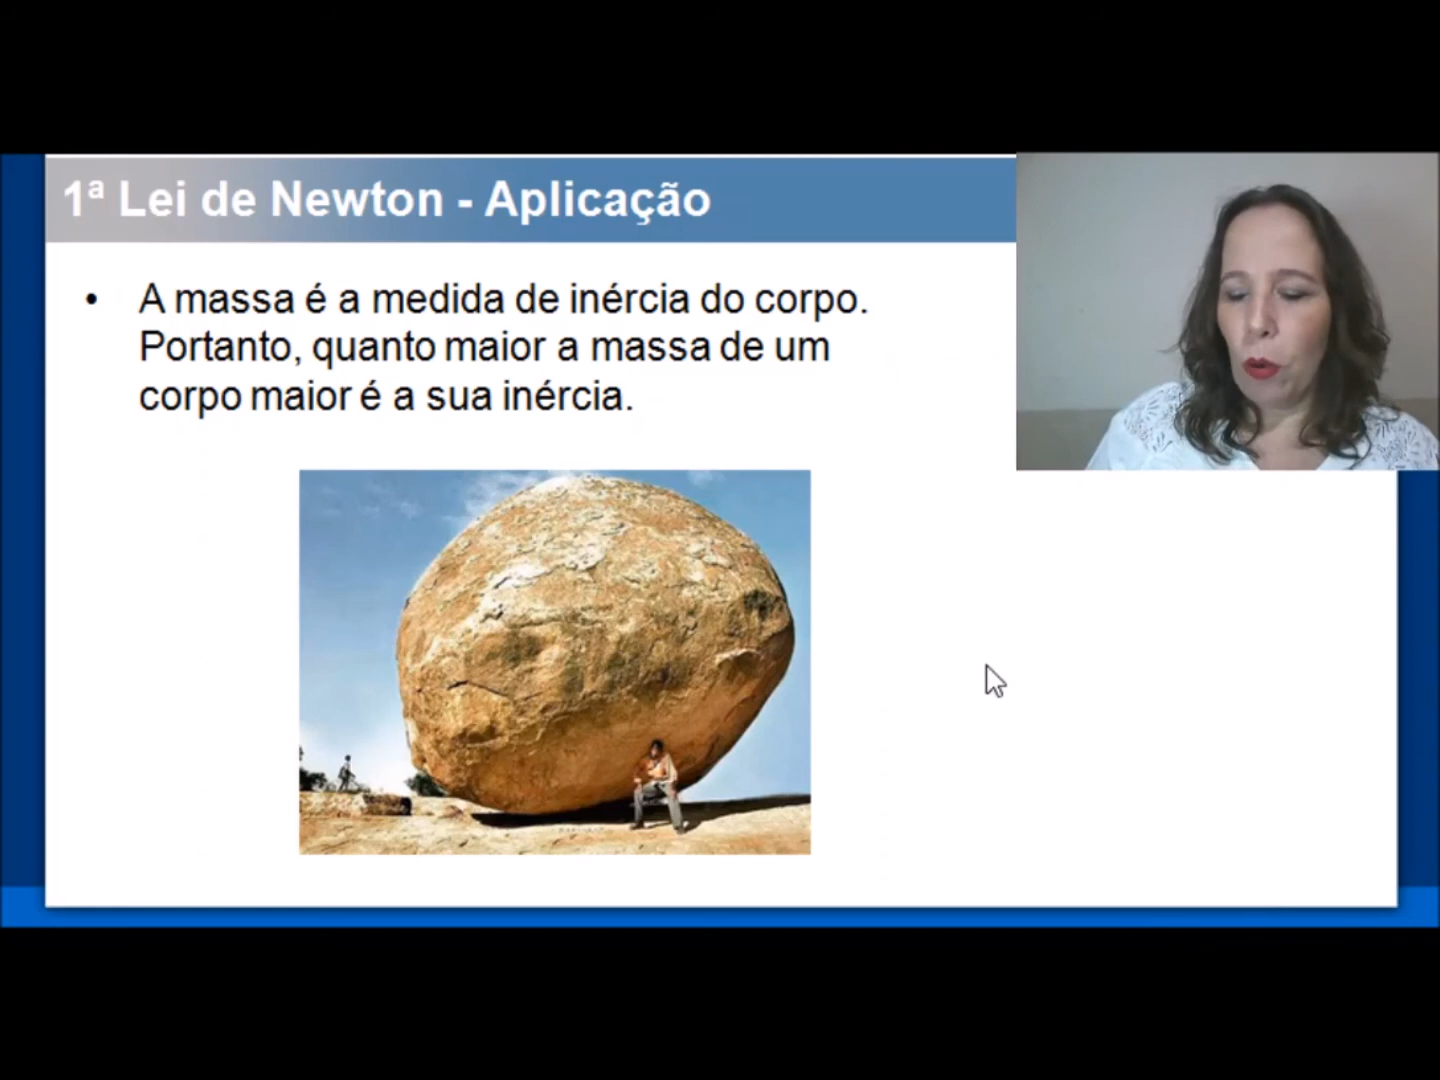 1ª Lei de Newton - Aplicação
• A massa é a medida de inércia do corpo.
Portanto, quanto maior a massa de um
corpo maior é a sua inércia.